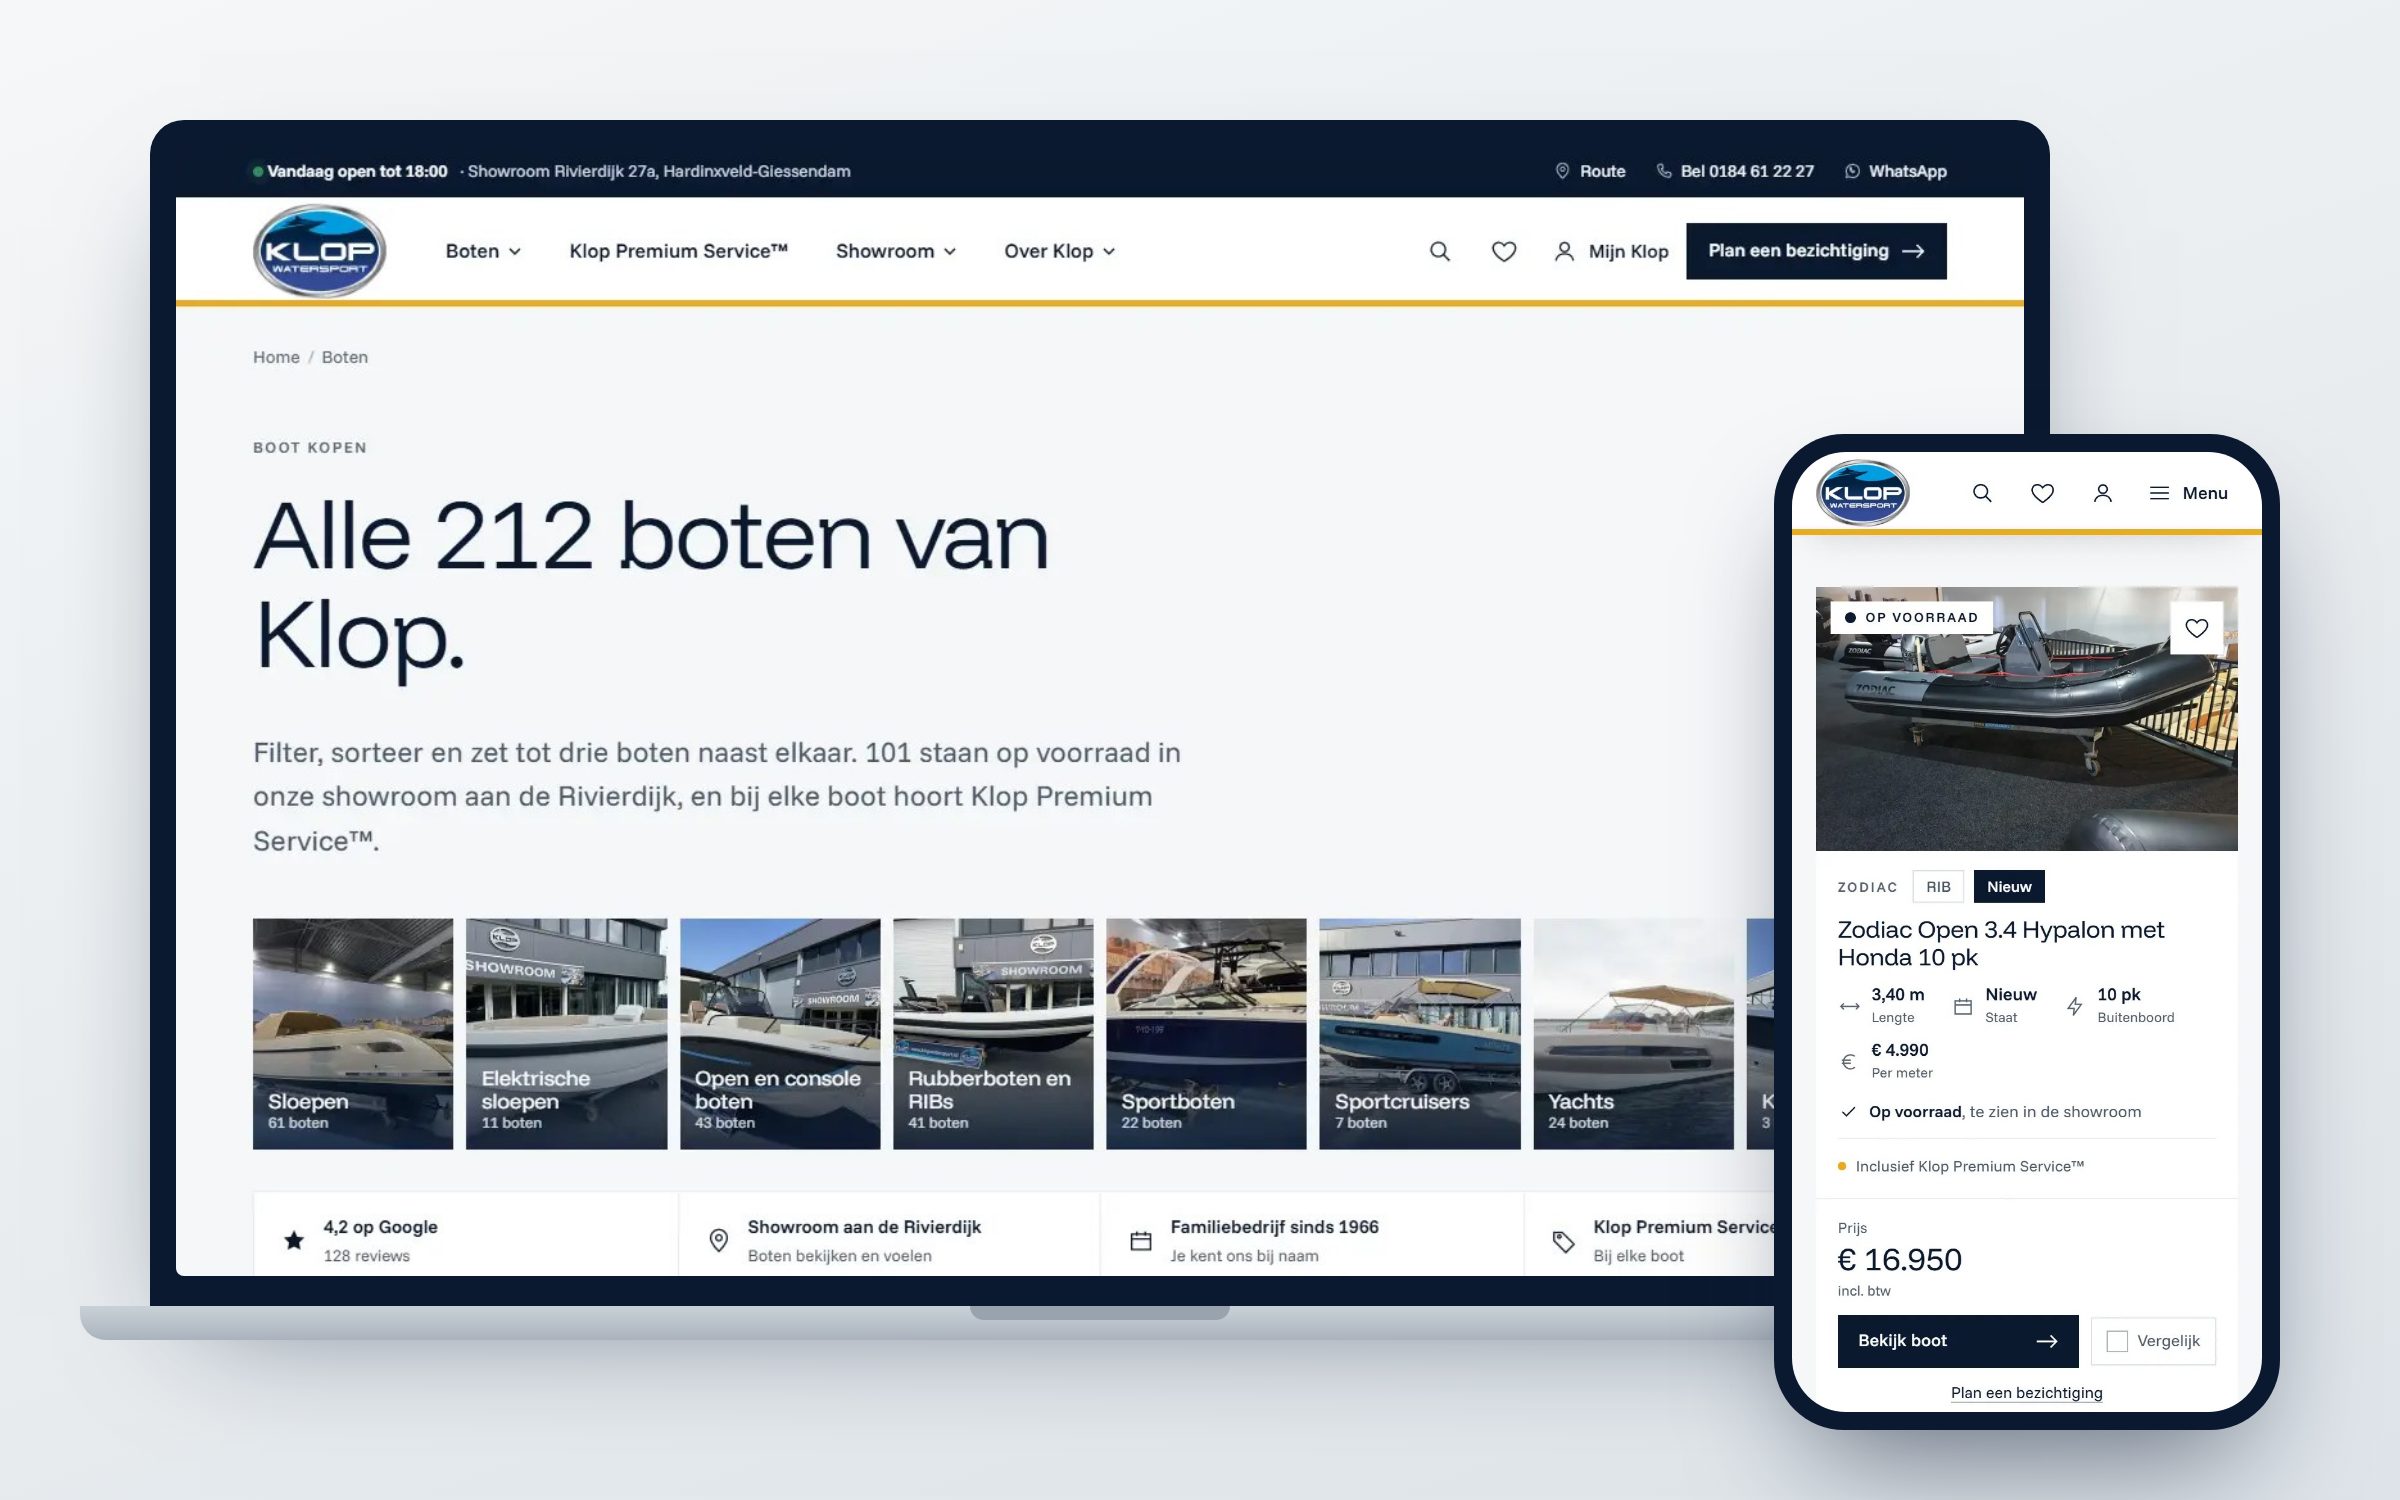 Vandaag open tot 18:00 · Showroom Rivierdijk 27a, Hardinxveld-Giessendam
Route Bel 0184 61 22 27 WhatsApp
KLOP
WATERSPORT
Boten Klop Premium Service™ Showroom Over Klop
Mijn Klop Plan een bezichtiging
Home / Boten
BOOT KOPEN
Alle 212 boten van
Klop.
Filter, sorteer en zet tot drie boten naast elkaar. 101 staan op voorraad in
onze showroom aan de Rivierdijk, en bij elke boot hoort Klop Premium
Service™.
Sloepen
61 boten
SHOWROOM
Elektrische
sloepen
11 boten
SHOWROOM
Open en console
boten
43 boten
SHOWROOM
Rubberboten en
RIBs
41 boten
Sportboten
22 boten
Sportcruisers
7 boten
Yachts
24 boten
K
3
4,2 op Google
128 reviews
Showroom aan de Rivierdijk
Boten bekijken en voelen
Familiebedrijf sinds 1966
Je kent ons bij naam
Klop Premium Service
Bij elke boot
KLOP
WATERSPORT
Menu
OP VOORRAAD
ZODIAC
ZODIAC
ZODIAC RIB Nieuw
Zodiac Open 3.4 Hypalon met
Honda 10 pk
3,40 m Nieuw 10 pk
Lengte Staat Buitenboord
€ 4.990
Per meter
Op voorraad, te zien in de showroom
Inclusief Klop Premium Service™
Prijs
€ 16.950
incl. btw
Bekijk boot Vergelijk
Plan een bezichtiging